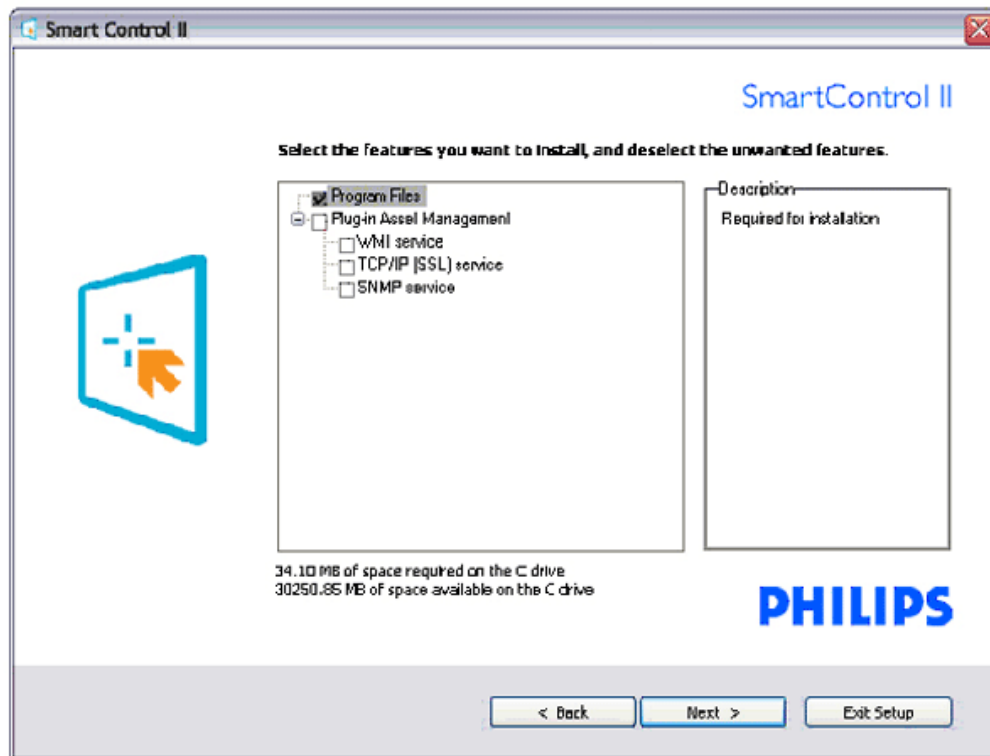 Smart Control II
SmartControl II
Select the features you want to install, and deselect the unwanted features.
Program Files
Plug-in Asset Management
WMI service
TCP/IP (SSL) service
SNMP service
Description
Required for installation
34.10 MB of space required on the C drive
30250.85 MB of space available on the C drive
PHILIPS
< Back
Next >
Exit Setup